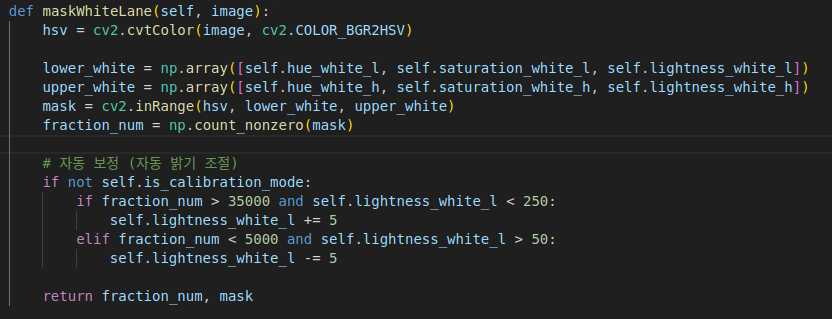 def maskWhiteLane(self, image):
    hsv = cv2.cvtColor(image, cv2.COLOR_BGR2HSV)

    lower_white = np.array([self.hue_white_l, self.saturation_white_l, self.lightness_white_l])
    upper_white = np.array([self.hue_white_h, self.saturation_white_h, self.lightness_white_h])
    mask = cv2.inRange(hsv, lower_white, upper_white)
    fraction_num = np.count_nonzero(mask)

    # 자동 보정 (자동 밝기 조절)
    if not self.is_calibration_mode:
        if fraction_num > 35000 and self.lightness_white_l < 250:
            self.lightness_white_l += 5
        elif fraction_num < 5000 and self.lightness_white_l > 50:
            self.lightness_white_l -= 5

    return fraction_num, mask